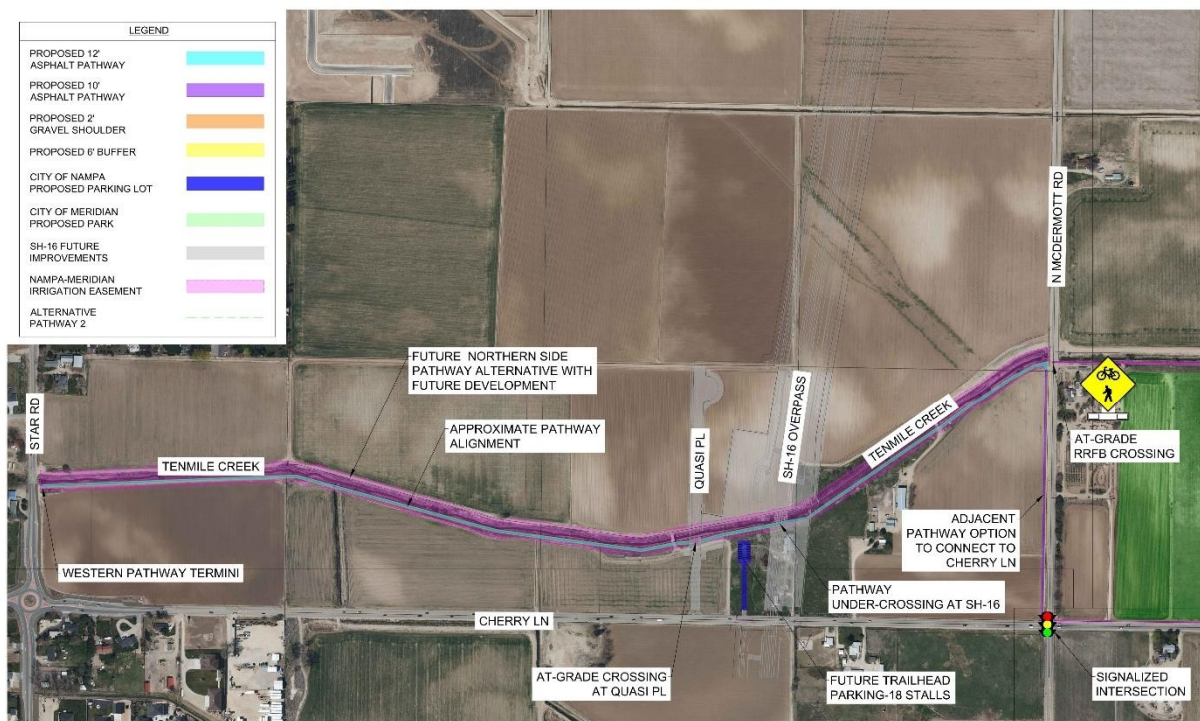 LEGEND
PROPOSED 12'
ASPHALT PATHWAY
PROPOSED 10'
ASPHALT PATHWAY
PROPOSED 2'
GRAVEL SHOULDER
PROPOSED 6' BUFFER
CITY OF NAMPA
PROPOSED PARKING LOT
CITY OF MERIDIAN
PROPOSED PARK
SH-16 FUTURE
IMPROVEMENTS
NAMPA-MERIDIAN
IRRIGATION EASEMENT
ALTERNATIVE
PATHWAY 2
N MCDERMOTT RD
FUTURE NORTHERN SIDE
PATHWAY ALTERNATIVE WITH
FUTURE DEVELOPMENT
APPROXIMATE PATHWAY
ALIGNMENT
STAR RD
TENMILE CREEK
QUASI PL
SH-16 OVERPASS
TENMILE CREEK
AT-GRADE
RRFB CROSSING
ADJACENT
PATHWAY OPTION
TO CONNECT TO
CHERRY LN
WESTERN PATHWAY TERMINI
PATHWAY
UNDER-CROSSING AT SH-16
CHERRY LN
AT-GRADE CROSSING
AT QUASI PL
FUTURE TRAILHEAD
PARKING-18 STALLS
SIGNALIZED
INTERSECTION